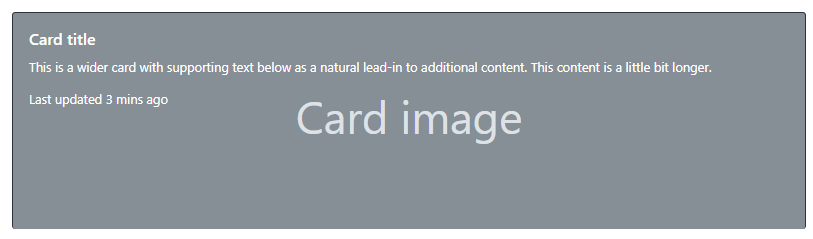 Card title
This is a wider card with supporting text below as a natural lead-in to additional content. This content is a little bit longer.
Last updated 3 mins ago
Card image